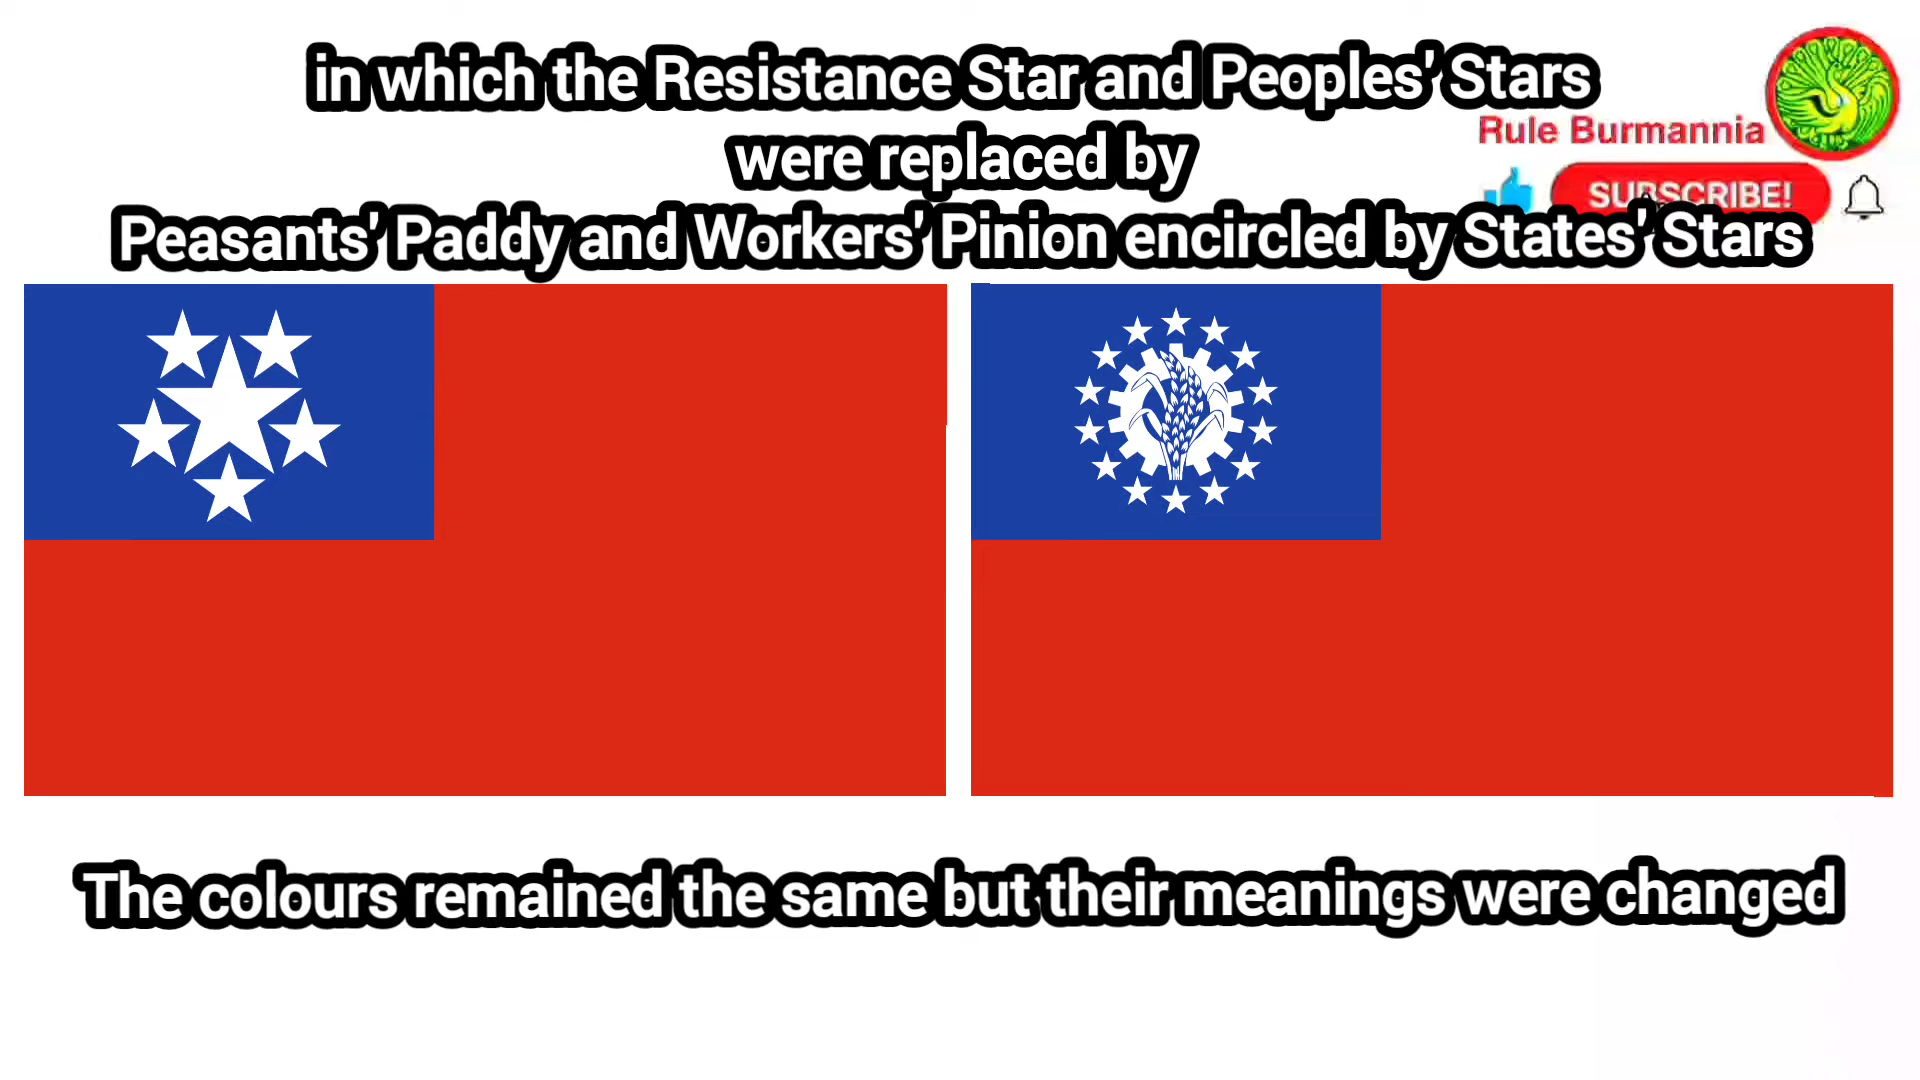 in which the Resistance Star and Peoples' Stars
Rule Burmannia
were replaced by
SUBSCRIBE!
Peasants' Paddy and Workers' Pinion encircled by States' Stars
The colours remained the same but their meanings were changed